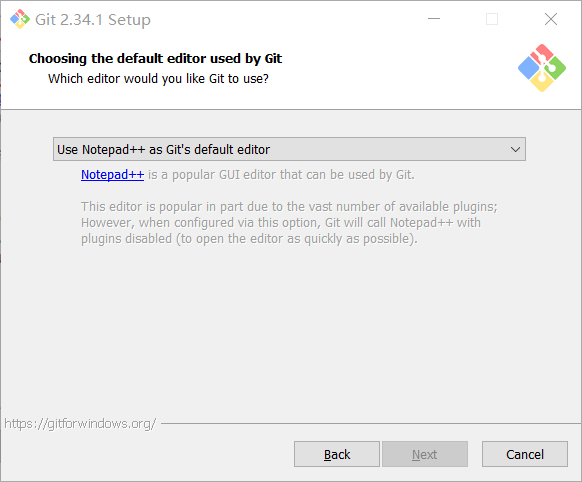 Git 2.34.1 Setup
Choosing the default editor used by Git
Which editor would you like Git to use?
Use Notepad++ as Git's default editor
Notepad++ is a popular GUI editor that can be used by Git.
This editor is popular in part due to the vast number of available plugins;
However, when configured via this option, Git will call Notepad++ with
plugins disabled (to open the editor as quickly as possible).
https://gitforwindows.org/
Back Next Cancel